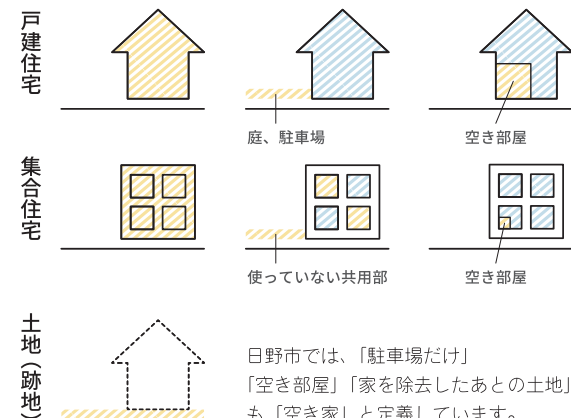 戸建住宅
庭、駐車場
空き部屋
集合住宅
使っていない共用部
空き部屋
土地（跡地）
日野市では、「駐車場だけ」
「空き部屋」「家を除去したあとの土地」
も「空き家」と定義しています。